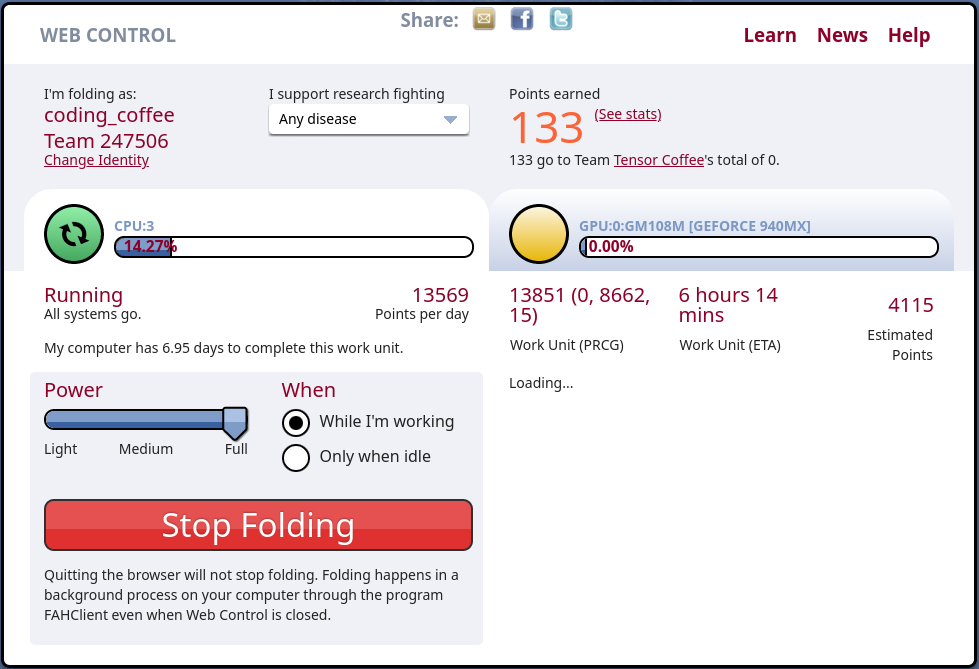 Share:
WEB CONTROL
Learn News Help
I'm folding as:
coding_coffee
Team 247506
Change Identity
I support research fighting
Any disease
Points earned
133 (See stats)
133 go to Team Tensor Coffee's total of 0.
CPU:3
14.27%
GPU:0:GM108M [GEFORCE 940MX]
0.00%
Running
All systems go.
13569
Points per day
My computer has 6.95 days to complete this work unit.
Power
Light Medium Full
When
While I'm working
Only when idle
Stop Folding
Quitting the browser will not stop folding. Folding happens in a
background process on your computer through the program
FAHClient even when Web Control is closed.
13851 (0, 8662,
15)
Work Unit (PRCG)
6 hours 14
mins
Work Unit (ETA)
4115
Estimated
Points
Loading...